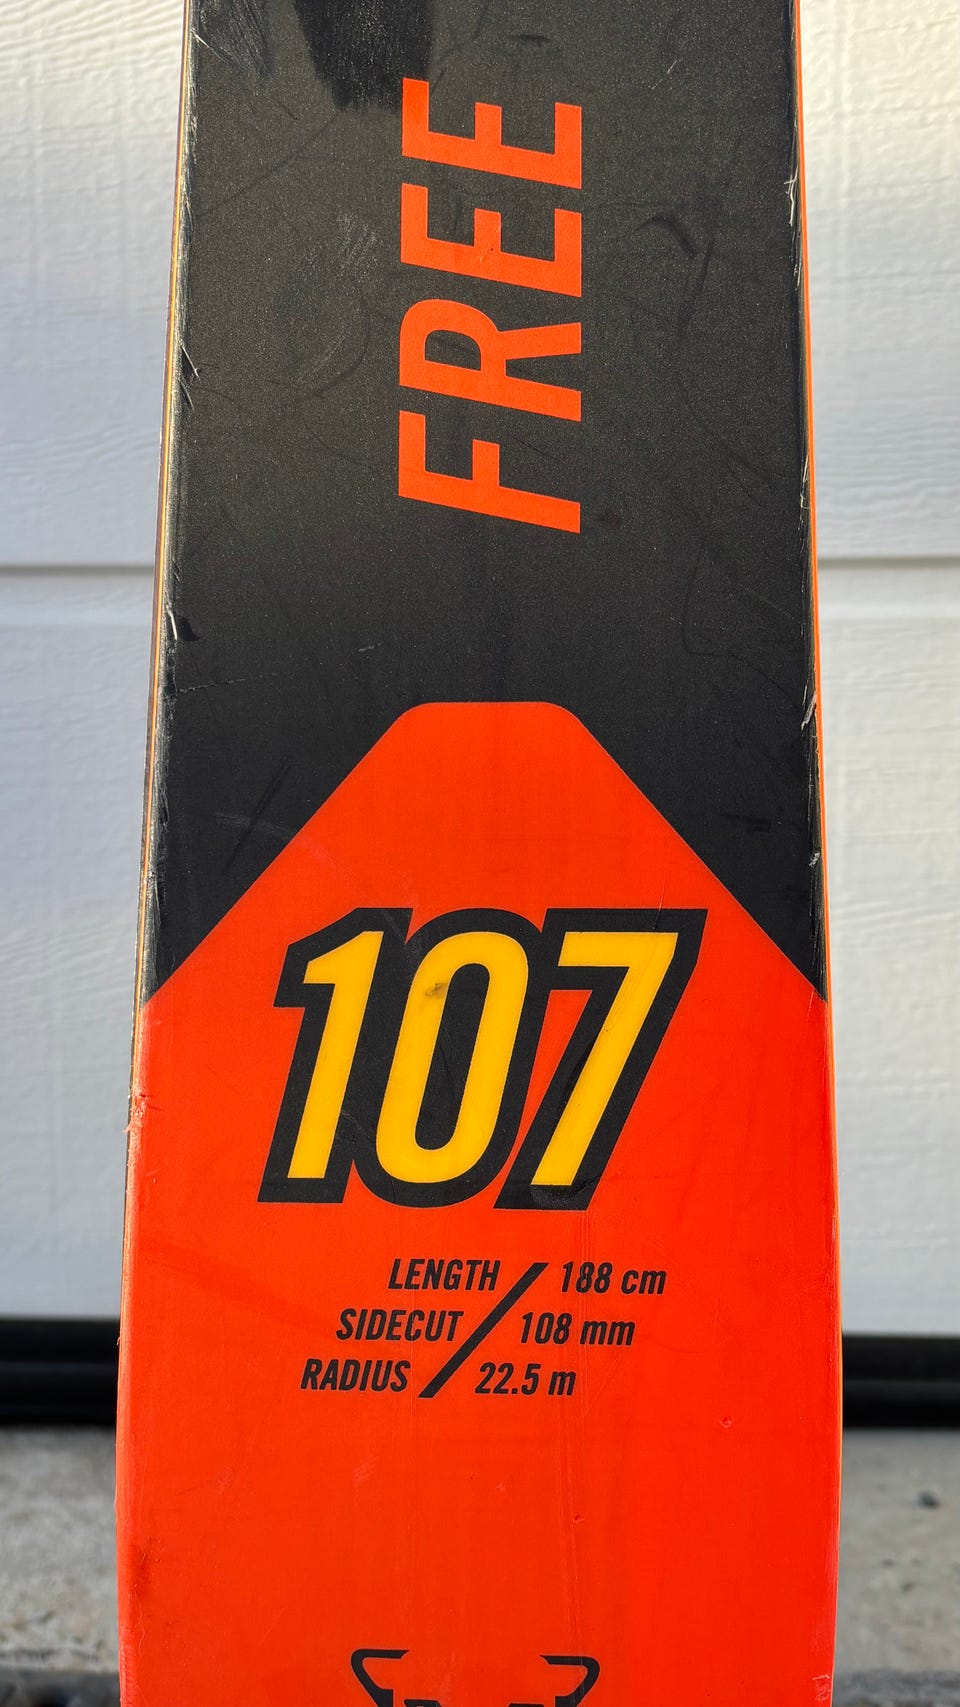 FREE
107
LENGTH / 188 cm
SIDECUT / 108 mm
RADIUS / 22.5 m